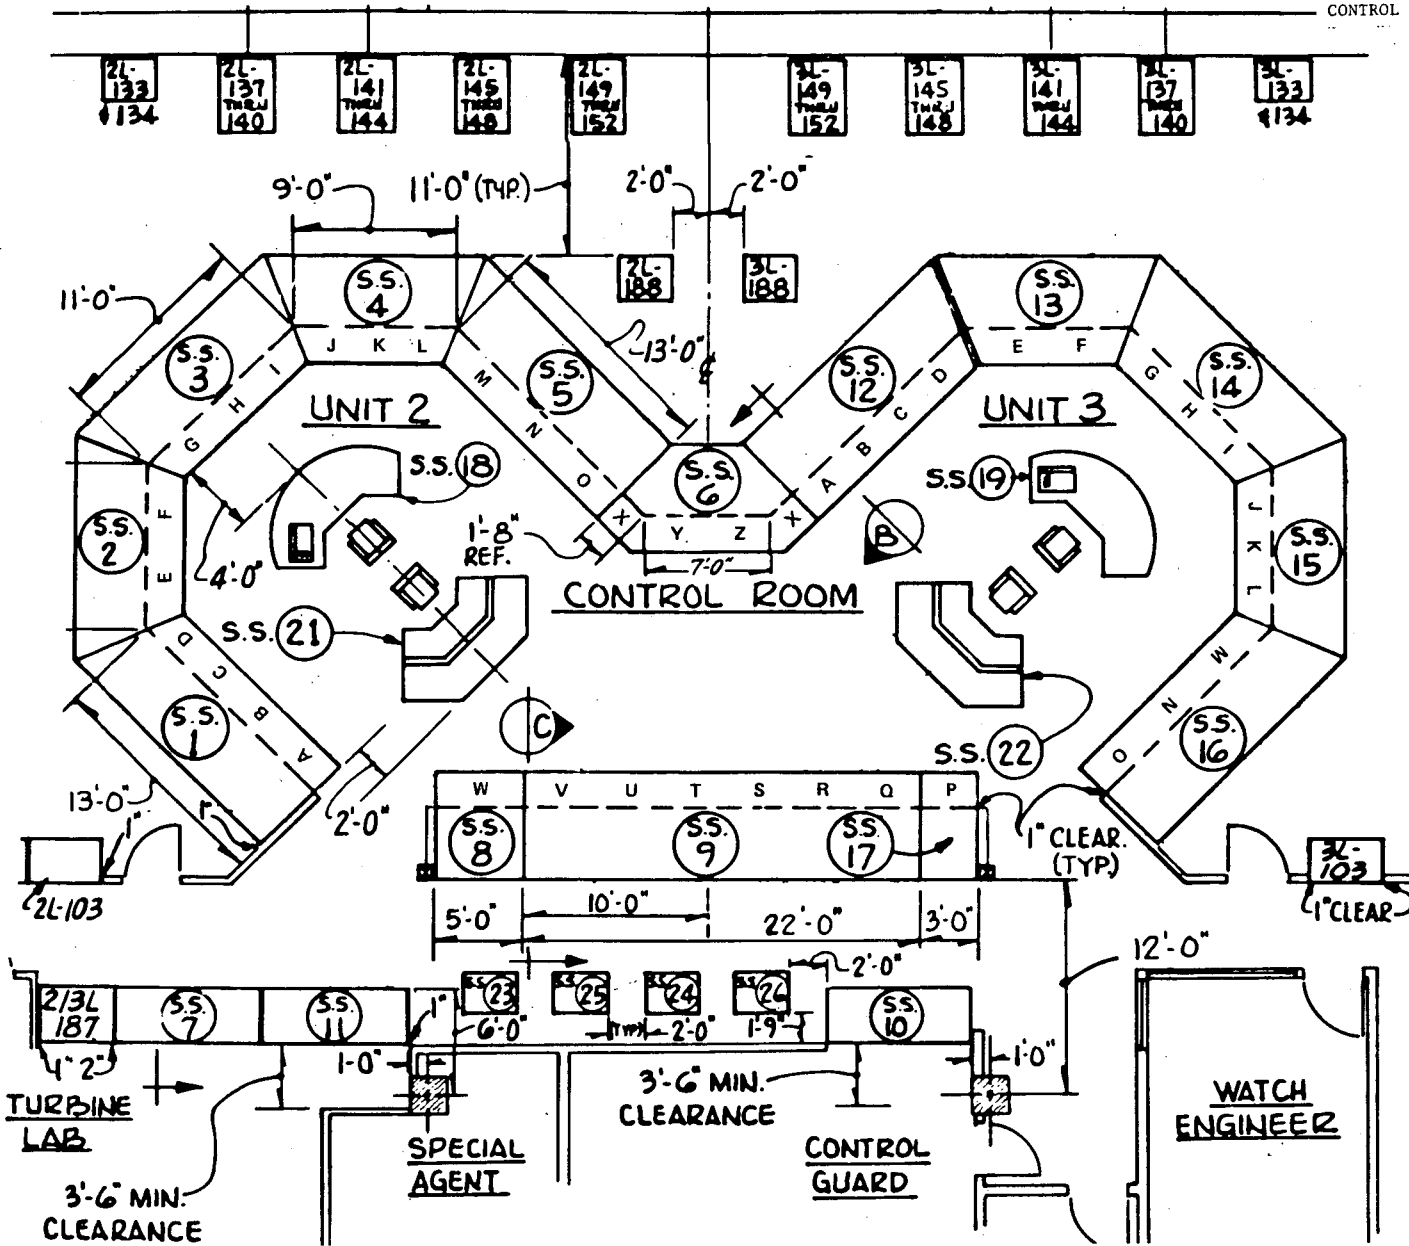 CONTROL
2L-
133
&134
2L-
137
THRU
140
2L-
141
THRU
144
2L-
145
THRU
148
2L-
149
THRU
152
3L-
149
THRU
152
3L-
145
THRU
148
3L-
141
THRU
144
3L-
137
THRU
140
3L-
133
&134
9'-0"
11'-0" (TYP.)
2'-0"
2'-0"
2L-
188
3L-
188
11'-0"
S.S.
4
S.S.
13
13'-0"
℄
S.S.
3
J K L
S.S.
5
S.S.
12
E F
S.S.
14
G H I
M N O
A B C D
G H I
UNIT 2
UNIT 3
S.S. 18
S.S.
6
S.S. 19
S.S.
2
E F
X Y Z X
B
J K L
S.S.
15
1'-8"
REF.
4'-0"
7'-0"
CONTROL ROOM
S.S. 21
A B C D
M N O
S.S.
1
C
S.S.
16
S.S. 22
13'-0"
1"
1"
2'-0"
W V U T S R Q P
S.S.
8
S.S.
9
S.S.
17
1" CLEAR.
(TYP.)
2L-103
3L-
103
1" CLEAR
5'-0"
10'-0"
22'-0"
3'-0"
12'-0"
2'-0"
2/3L
187
S.S.
7
S.S.
11
1"
6'-0"
S.S. 23
S.S. 25
S.S. 24
S.S. 26
(TYP.)
2'-0"
1'-9"
S.S.
10
1'-0"
1" 2"
1-0"
TURBINE
LAB
3'-6" MIN.
CLEARANCE
SPECIAL
AGENT
3'-6" MIN.
CLEARANCE
CONTROL
GUARD
WATCH
ENGINEER